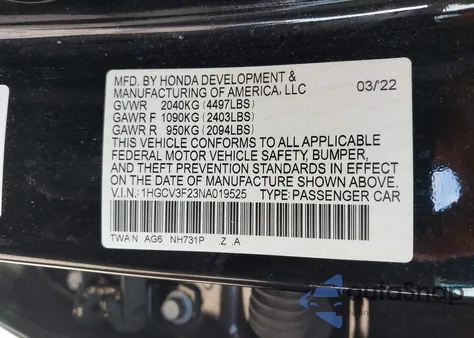 MFD. BY HONDA DEVELOPMENT &
MANUFACTURING OF AMERICA, LLC 03/22
GVWR 2040KG (4497LBS)
GAWR F 1090KG (2403LBS)
GAWR R 950KG (2094LBS)
THIS VEHICLE CONFORMS TO ALL APPLICABLE
FEDERAL MOTOR VEHICLE SAFETY, BUMPER,
AND THEFT PREVENTION STANDARDS IN EFFECT
ON THE DATE OF MANUFACTURE SHOWN ABOVE.
V.I.N.: 1HGCV3F23NA019525 TYPE: PASSENGER CAR
TWA N AG6 NH731P .Z .A
AutoShop